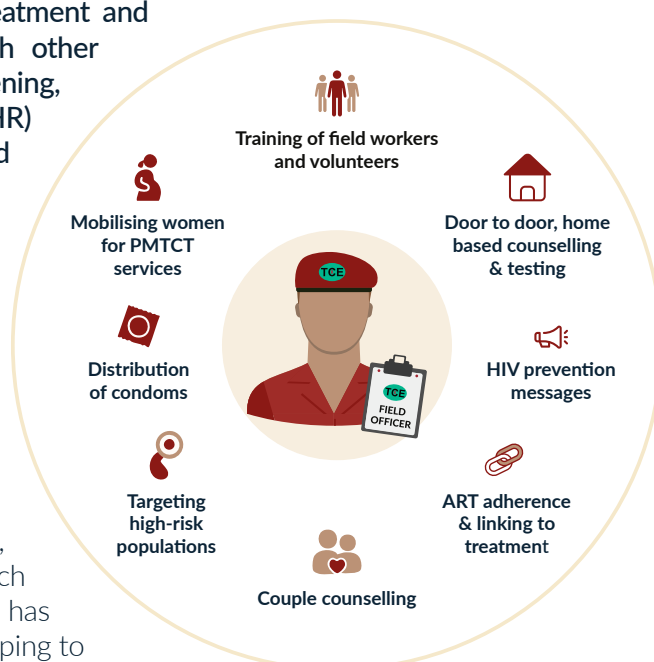 eatment and
h other
ening,
HR)
d
Training of field workers
and volunteers
Mobilising women
for PMTCT
services
Door to door, home
based counselling
& testing
TCE
Distribution
of condoms
HIV prevention
messages
TCE
FIELD
OFFICER
Targeting
high-risk
populations
ART adherence
& linking to
treatment
Couple counselling
,
ch
has
ping to